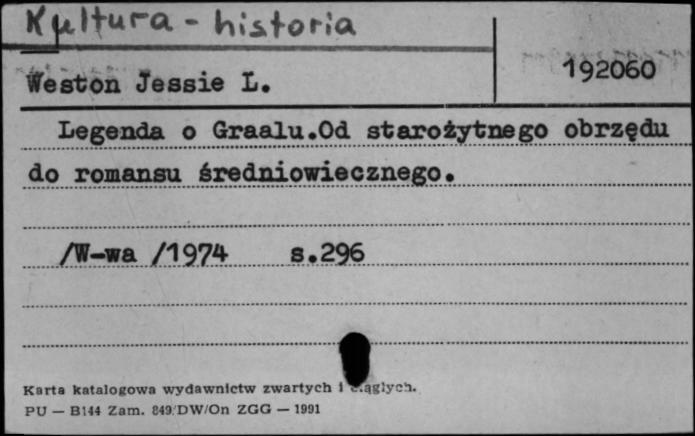 Kultura - historia
192060
Weston Jessie L.
Legenda o Graalu.Od starożytnego obrzędu
do romansu średniowiecznego.
/W-wa /1974 s.296
Karta katalogowa wydawnictw zwartych i
PU — B144 Zam. 849/DW/On ZGG — 1991